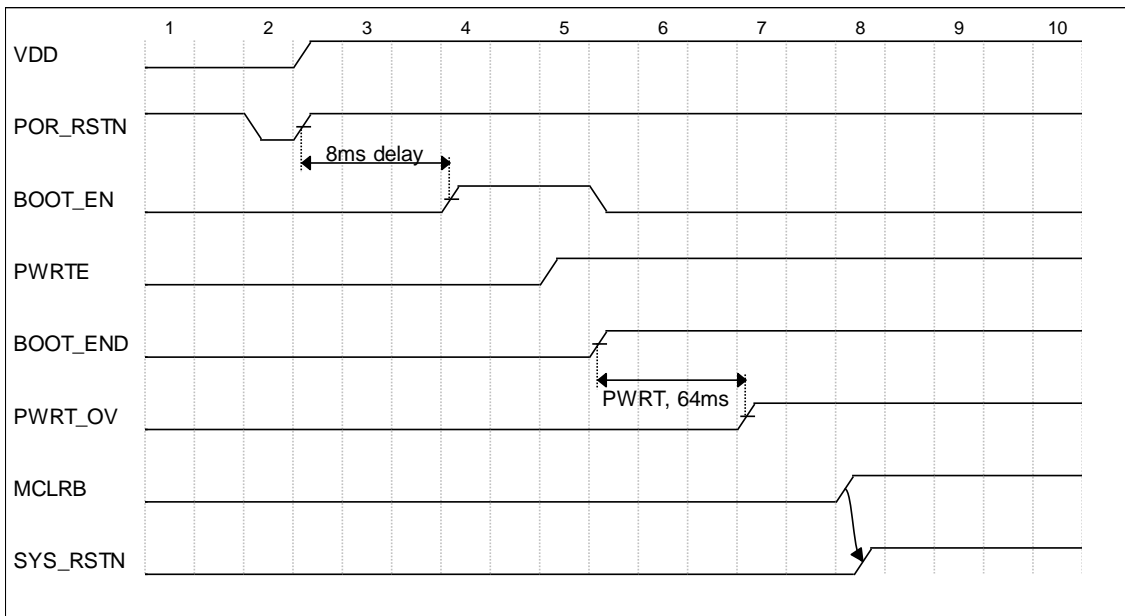 1 2 3 4 5 6 7 8 9 10
VDD
POR_RSTN
8ms delay
BOOT_EN
PWRTE
BOOT_END
PWRT, 64ms
PWRT_OV
MCLRB
SYS_RSTN